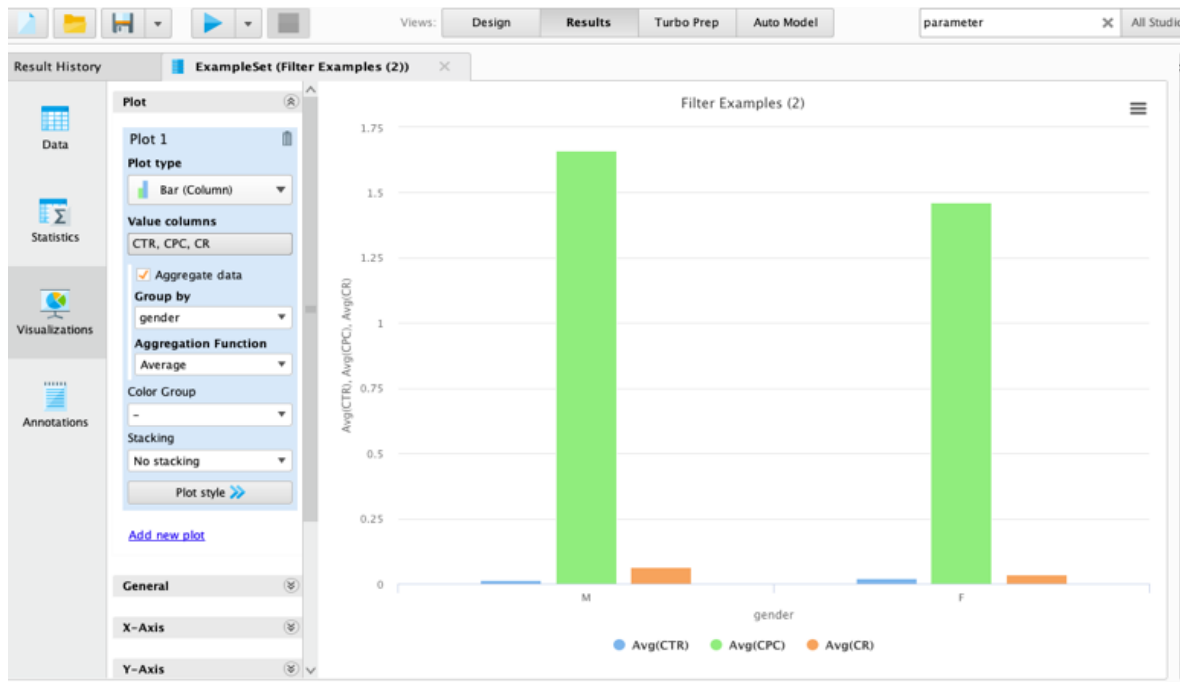 Views:
Design
Results
Turbo Prep
Auto Model
parameter
All Studi
Result History
ExampleSet (Filter Examples (2))
Data
Statistics
Visualizations
Annotations
Plot
Plot 1
Plot type
Bar (Column)
Value columns
CTR, CPC, CR
Aggregate data
Group by
gender
Aggregation Function
Average
Color Group
–
Stacking
No stacking
Plot style
Add new plot
General
X-Axis
Y-Axis
Filter Examples (2)
Avg(CTR), Avg(CPC), Avg(CR)
1.75
1.5
1.25
1
0.75
0.5
0.25
0
M
F
gender
Avg(CTR)
Avg(CPC)
Avg(CR)